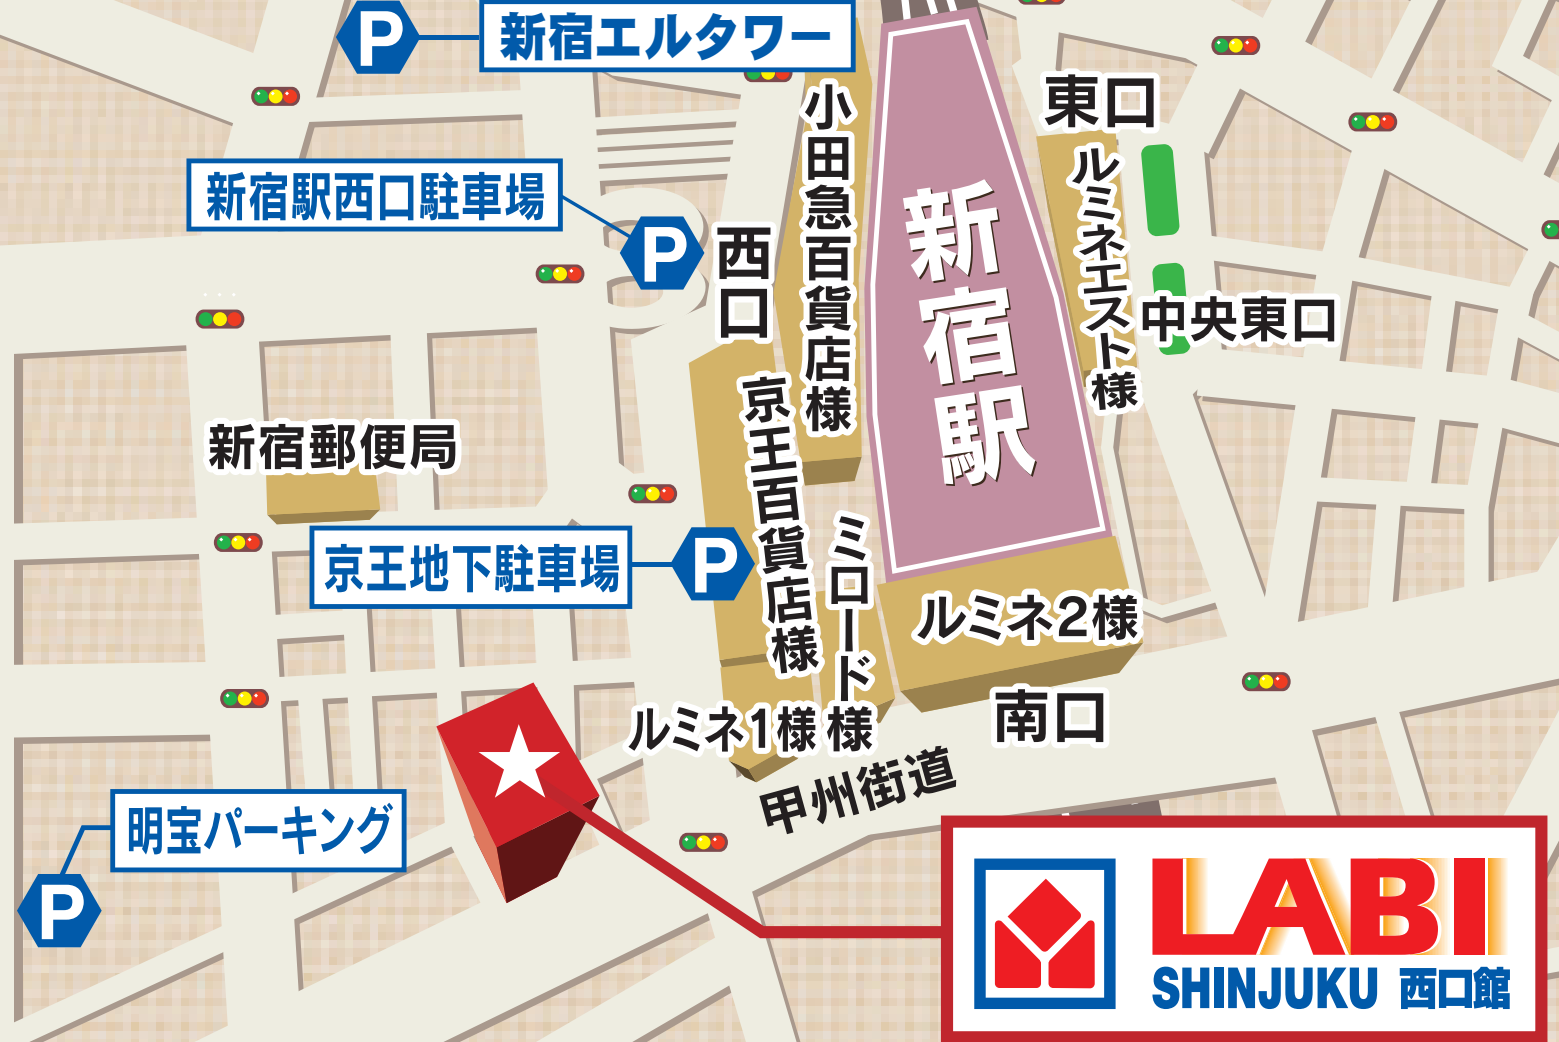 P
新宿エルタワー
小田急百貨店様
東口
ルミネエスト様
新宿駅西口駐車場
P
西口
新宿駅
中央東口
京王百貨店様
新宿郵便局
京王地下駐車場
P
ミロード様
ルミネ2様
南口
ルミネ1様
甲州街道
明宝パーキング
P
LABI
SHINJUKU 西口館